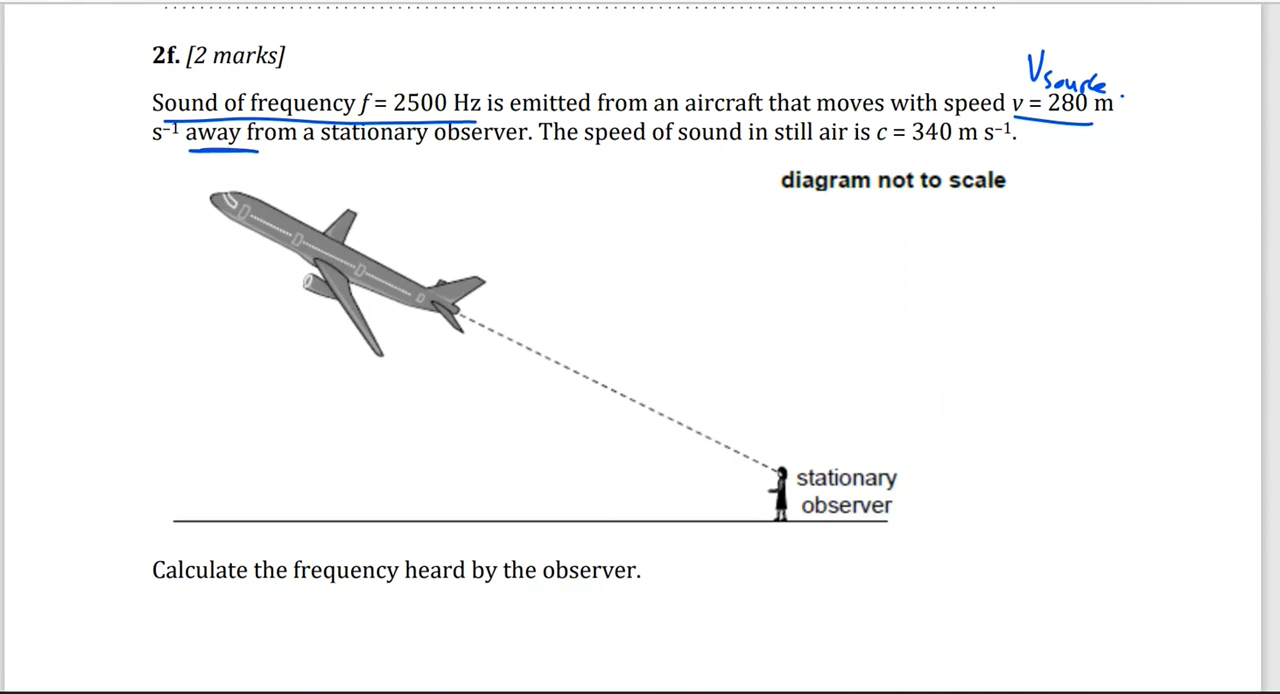 2f. [2 marks]
Vsource
Sound of frequency f = 2500 Hz is emitted from an aircraft that moves with speed v = 280 m
s⁻¹ away from a stationary observer. The speed of sound in still air is c = 340 m s⁻¹.
diagram not to scale
stationary
observer
Calculate the frequency heard by the observer.